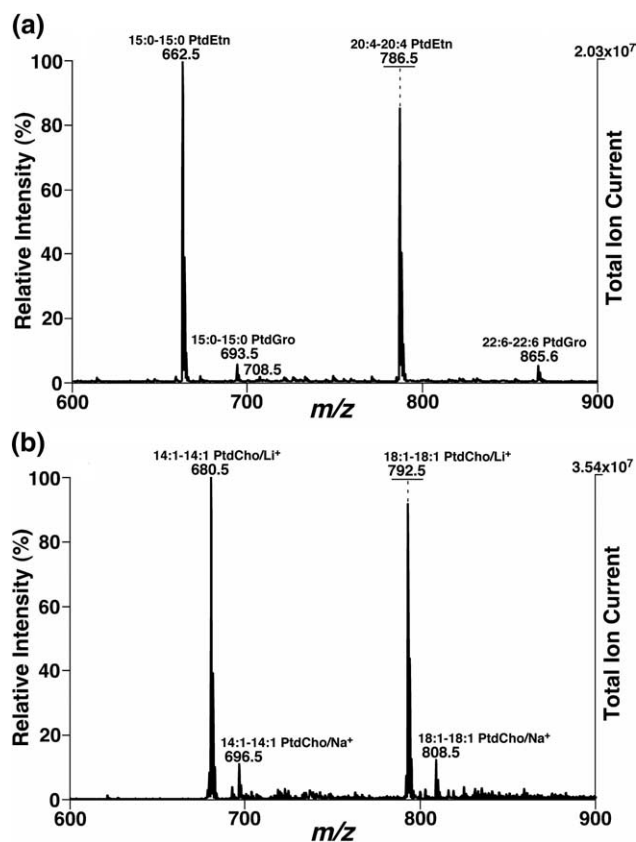 (a)
15:0-15:0 PtdEtn
662.5
20:4-20:4 PtdEtn
786.5
2.03x10⁷
100
80
60
40
20
0
Relative Intensity (%)
Total Ion Current
15:0-15:0 PtdGro
693.5
708.5
22:6-22:6 PtdGro
865.6
600
700
800
900
m/z
(b)
14:1-14:1 PtdCho/Li⁺
680.5
18:1-18:1 PtdCho/Li⁺
792.5
3.54x10⁷
100
80
60
40
20
0
Relative Intensity (%)
Total Ion Current
14:1-14:1 PtdCho/Na⁺
696.5
18:1-18:1 PtdCho/Na⁺
808.5
600
700
800
900
m/z